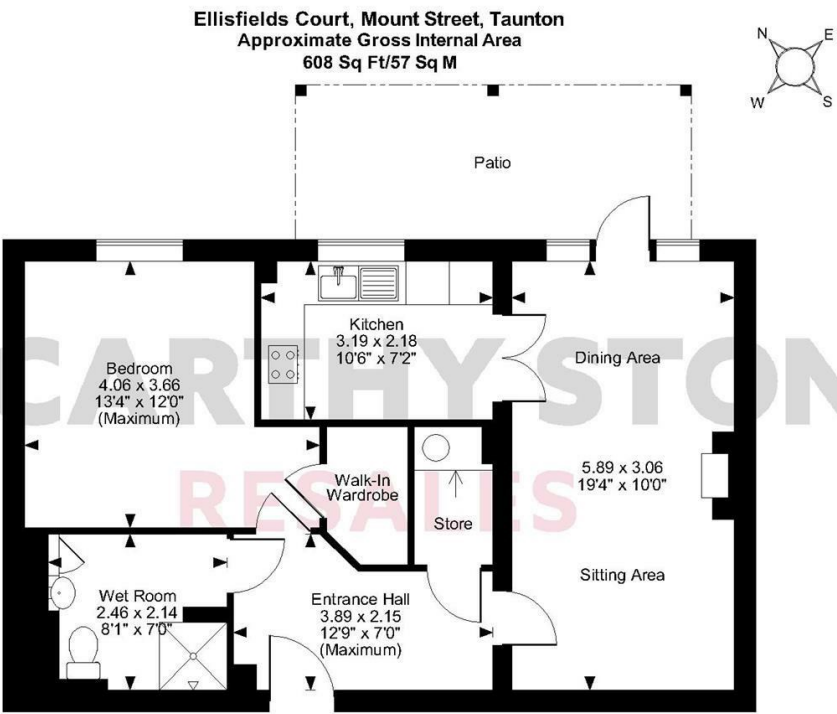 Ellisfields Court, Mount Street, Taunton
Approximate Gross Internal Area
608 Sq Ft/57 Sq M
N
E
W
S
Patio
Kitchen
3.19 x 2.18
10'6" x 7'2"
Dining Area
Bedroom
4.06 x 3.66
13'4" x 12'0"
(Maximum)
CARTHY STON
RESALES
Walk-In
Wardrobe
Store
5.89 x 3.06
19'4" x 10'0"
Sitting Area
Wet Room
2.46 x 2.14
8'1" x 7'0"
Entrance Hall
3.89 x 2.15
12'9" x 7'0"
(Maximum)